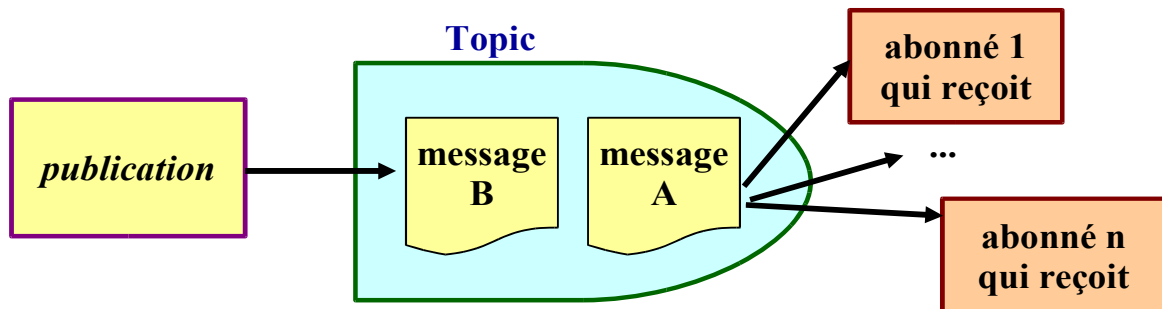 Topic
publication
message
B
message
A
abonné 1
qui reçoit
...
abonné n
qui reçoit